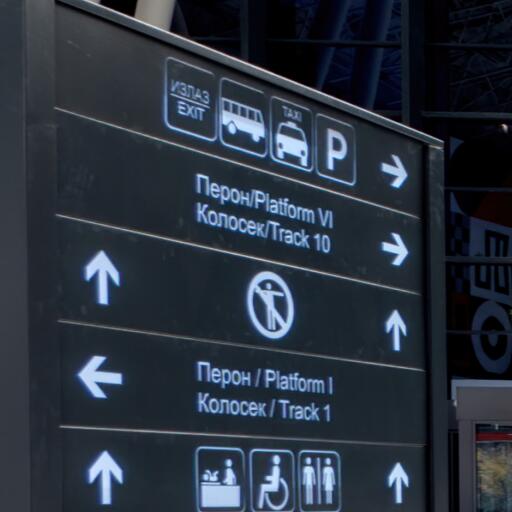 ИЗЛАЗ
EXIT
TAXI
P
Перон/Platform VI
Колосек/Track 10
Перон / Platform I
Колосек / Track 1